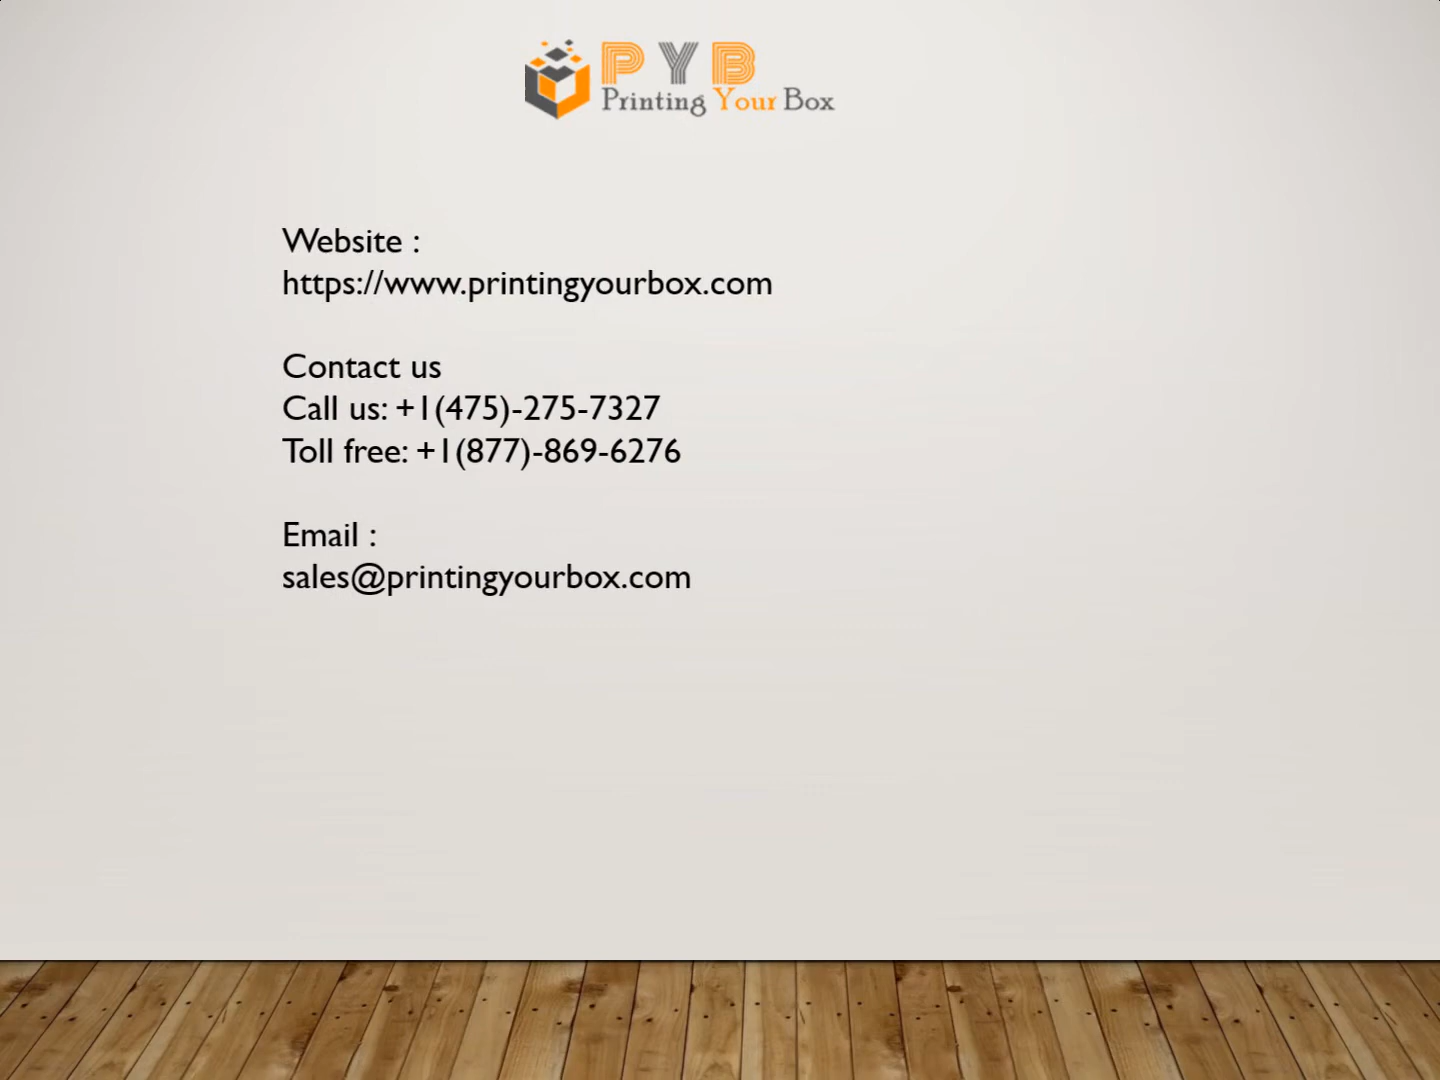 PYB
Printing Your Box
Website :
https://www.printingyourbox.com
Contact us
Call us: +1(475)-275-7327
Toll free: +1(877)-869-6276
Email :
sales@printingyourbox.com